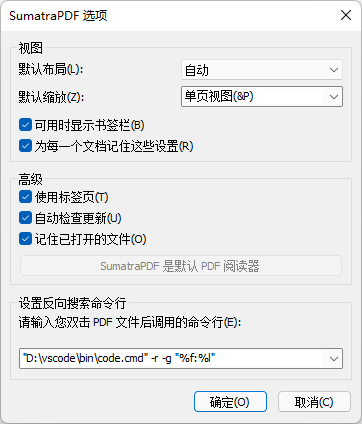 SumatraPDF 选项
视图
默认布局(L):
自动
默认缩放(Z):
单页视图(&P)
可用时显示书签栏(B)
为每一个文档记住这些设置(R)
高级
使用标签页(T)
自动检查更新(U)
记住已打开的文件(O)
SumatraPDF 是默认 PDF 阅读器
设置反向搜索命令行
请输入您双击 PDF 文件后调用的命令行(E):
"D:\vscode\bin\code.cmd" -r -g "%f:%l"
确定(O)
取消(C)